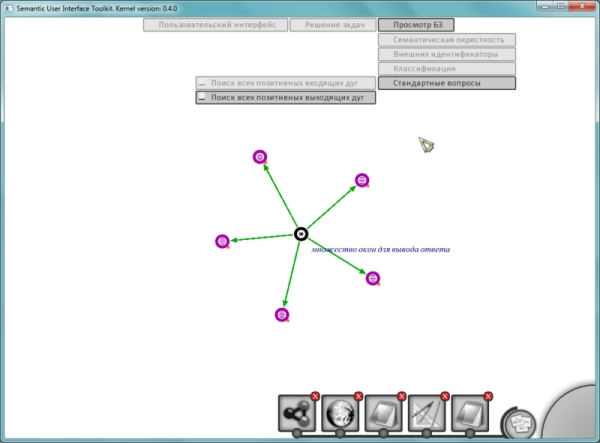 Semantic User Interface Toolkit. Kernel version: 0.4.0
Пользовательский интерфейс
Решение задач
Просмотр БЗ
Семантическая окрестность
Внешних идентификаторы
Классификация
Поиск всех позитивных входящих дуг
Стандартные вопросы
Поиск всех позитивных выходящих дуг
множество окон для вывода ответа